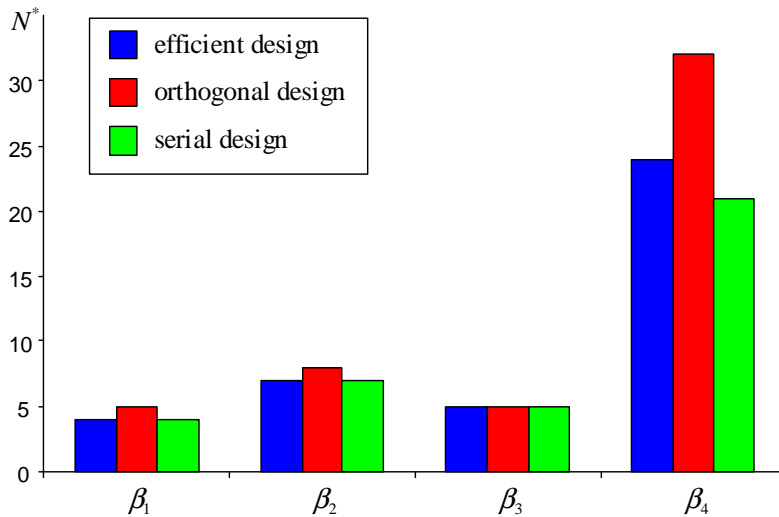 N*
efficient design
orthogonal design
serial design
30
25
20
15
10
5
0
β₁ β₂ β₃ β₄